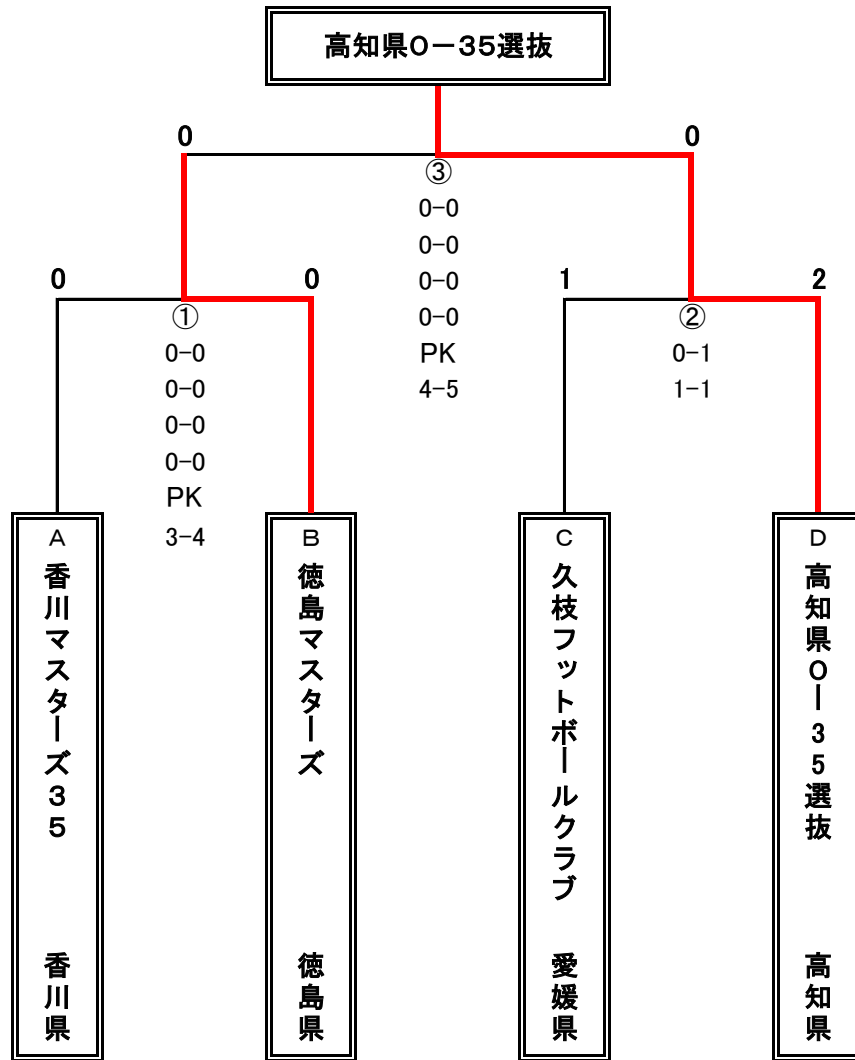 高知県O－35選抜
0
0
③
0-0
0-0
0-0
0-0
PK
4-5
0
0
①
0-0
0-0
0-0
0-0
PK
3-4
1
2
②
0-1
1-1
A
香川マスターズ35
香川県
B
徳島マスターズ
徳島県
C
久枝フットボールクラブ
愛媛県
D
高知県O－35選抜
高知県